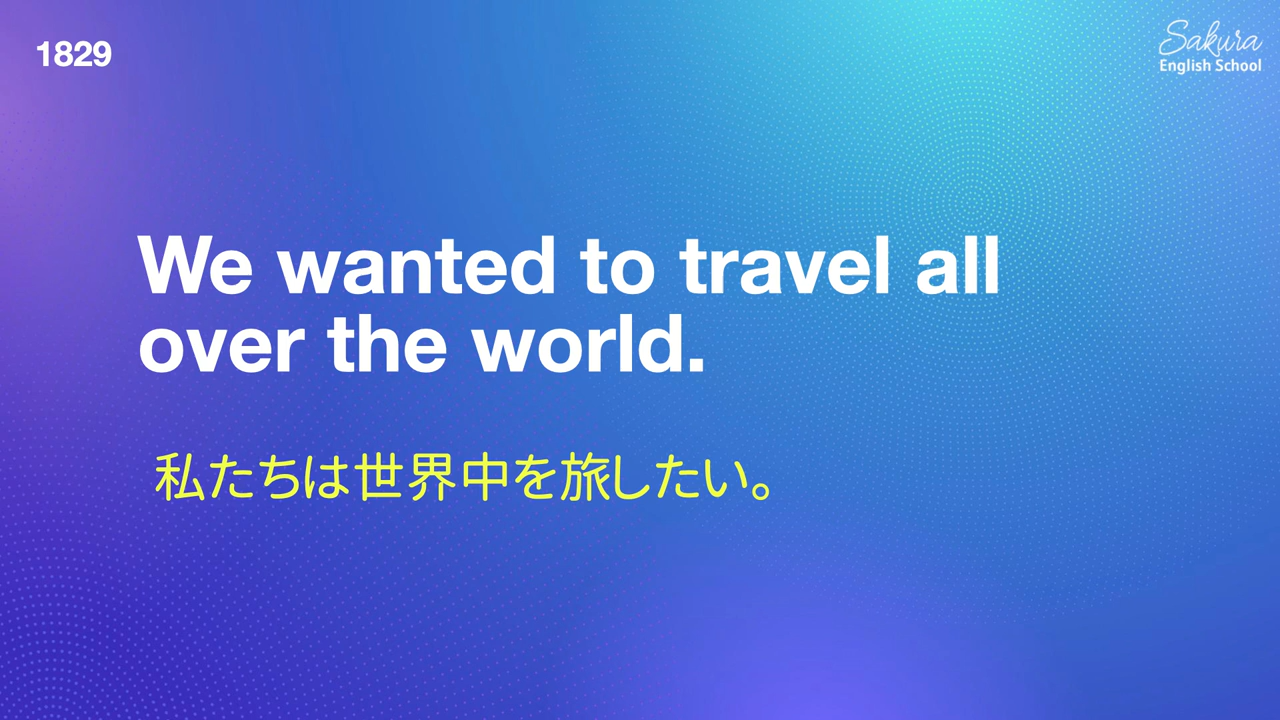 1829
Sakura
English School
We wanted to travel all
over the world.
私たちは世界中を旅したい。